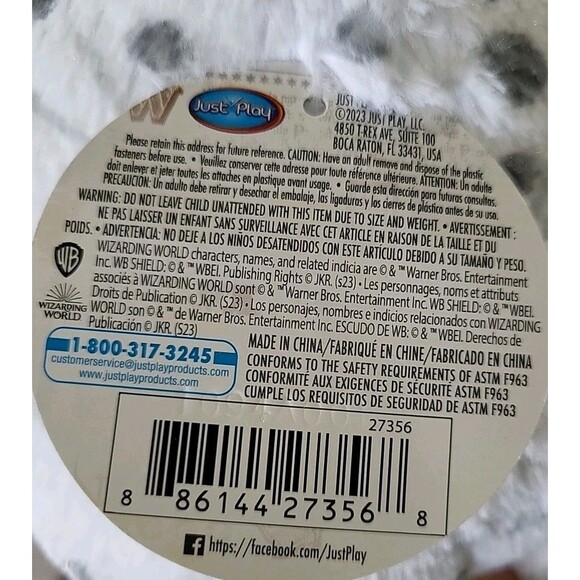 W
Just Play
JUST
©2023 JUST PLAY, LLC.
4850 T-REX AVE, SUITE 100
BOCA RATON, FL 33431, USA
Please retain this address for future reference. CAUTION: Have an adult remove and dispose of the plastic
fasteners before use. • Veuillez conserver cette adresse pour toute référence ultérieure. ATTENTION: Un adulte
doit enlever et jeter toutes les attaches en plastique avant usage. • Guarde esta dirección para futuras consultas.
PRECAUCIÓN: Un adulto debe retirar y desechar el embalaje, las ligaduras y los cierres de plástico antes de su uso.
WARNING: DO NOT LEAVE CHILD UNATTENDED WITH THIS ITEM DUE TO SIZE AND WEIGHT. • AVERTISSEMENT:
NE PAS LAISSER UN ENFANT SANS SURVEILLANCE AVEC CET ARTICLE EN RAISON DE LA TAILLE ET DU
POIDS. • ADVERTENCIA: NO DEJE A LOS NIÑOS DESATENDIDOS CON ESTE ARTÍCULO DEBIDO A SU TAMAÑO Y PESO.
WIZARDING WORLD characters, names, and related indicia are © & ™ Warner Bros. Entertainment
Inc. WB SHIELD: © & ™ WBEI. Publishing Rights © JKR. (S23) • Les personnages, noms et attributs
associés à WIZARDING WORLD sont © & ™ Warner Bros. Entertainment Inc. WB SHIELD: © & ™ WBEI.
Droits de Publication © JKR. (S23) • Los personajes, nombres e indicios relacionados con WIZARDING
WORLD son © & ™ de Warner Bros. Entertainment Inc. ESCUDO DE WB: © & ™ WBEI. Derechos de
Publicación © JKR. (S23)
WB
WIZARDING
WORLD
1-800-317-3245
customerservice@justplayproducts.com
www.justplayproducts.com
MADE IN CHINA/FABRIQUÉ EN CHINE/FABRICADO EN CHINA
CONFORMS TO THE SAFETY REQUIREMENTS OF ASTM F963
CONFORMÉ AUX EXIGENCES DE SÉCURITÉ ASTM F963
CUMPLE LOS REQUISITOS DE SEGURIDAD DE ASTM F963
27356
8 86144 27356 8
https://facebook.com/JustPlay